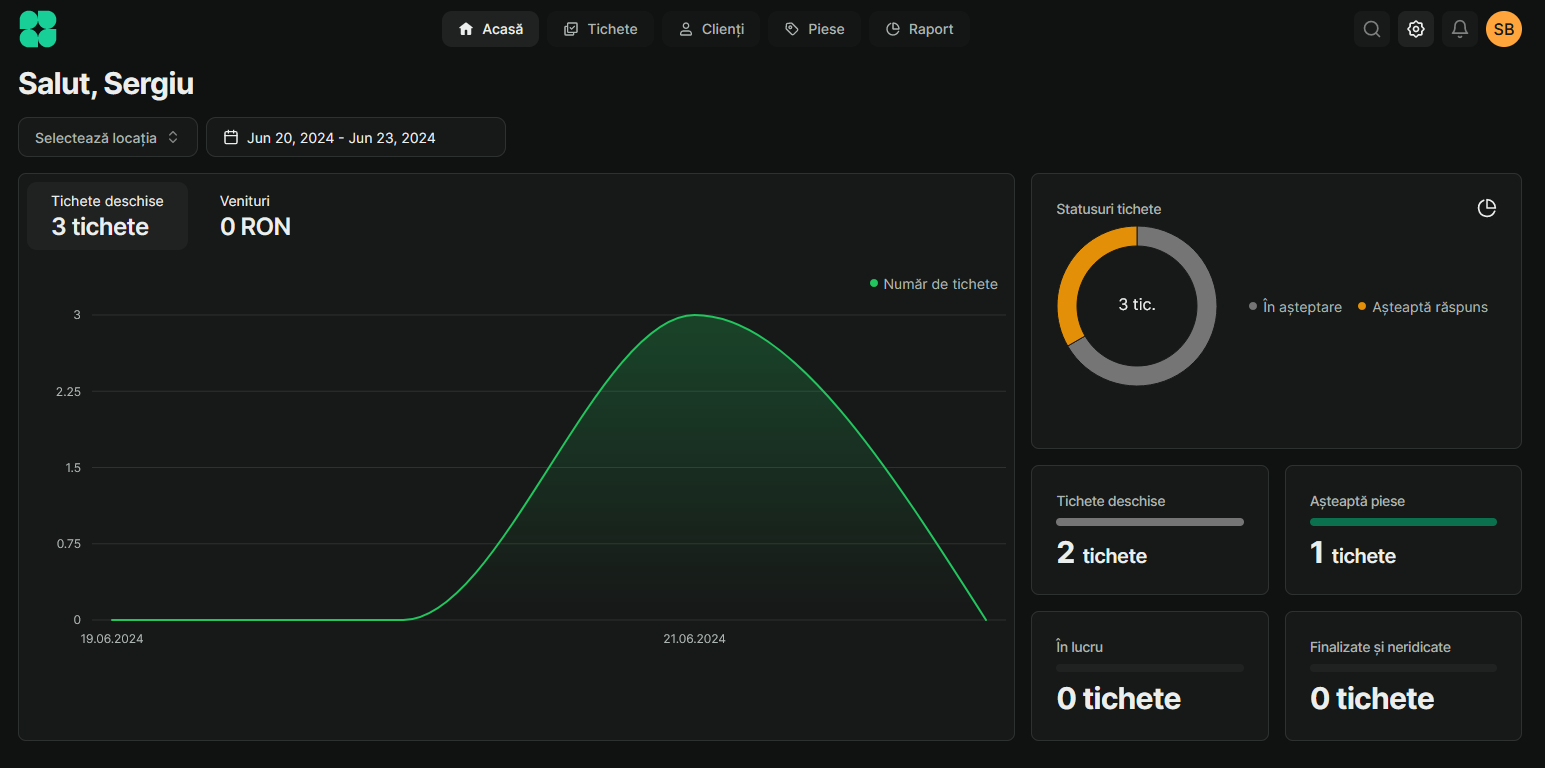 Acasă
Tichete
Clienți
Piese
Raport
SB
Salut, Sergiu
Selectează locația
Jun 20, 2024 - Jun 23, 2024
Tichete deschise
3 tichete
Venituri
0 RON
Număr de tichete
3
2.25
1.5
0.75
0
19.06.2024
21.06.2024
Statusuri tichete
3 tic.
În așteptare
Așteaptă răspuns
Tichete deschise
2 tichete
Așteaptă piese
1 tichete
În lucru
0 tichete
Finalizate și neridicate
0 tichete